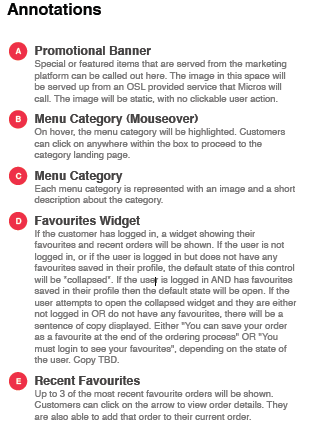 Annotations
A Promotional Banner
Special or featured items that are served from the marketing
platform can be called out here. The image in this space will
be served up from an OSL provided service that Micros will
call. The image will be static, with no clickable user action.
B Menu Category (Mouseover)
On hover, the menu category will be highlighted. Customers
can click on anywhere within the box to proceed to the
category landing page.
C Menu Category
Each menu category is represented with an image and a short
description about the category.
D Favourites Widget
If the customer has logged in, a widget showing their
favourites and recent orders will be shown. If the user is not
logged in, or if the user is logged in but does not have any
favourites saved in their profile, the default state of this control
will be "collapsed". If the user is logged in AND has favourites
saved in their profile then the default state will be open. If the
user attempts to open the collapsed widget and they are either
not logged in OR do not have any favourites, there will be a
sentence of copy displayed. Either "You can save your order
as a favourite at the end of the ordering process" OR "You
must login to see your favourites", depending on the state of
the user. Copy TBD.
E Recent Favourites
Up to 3 of the most recent favourite orders will be shown.
Customers can click on the arrow to view order details. They
are also able to add that order to their current order.